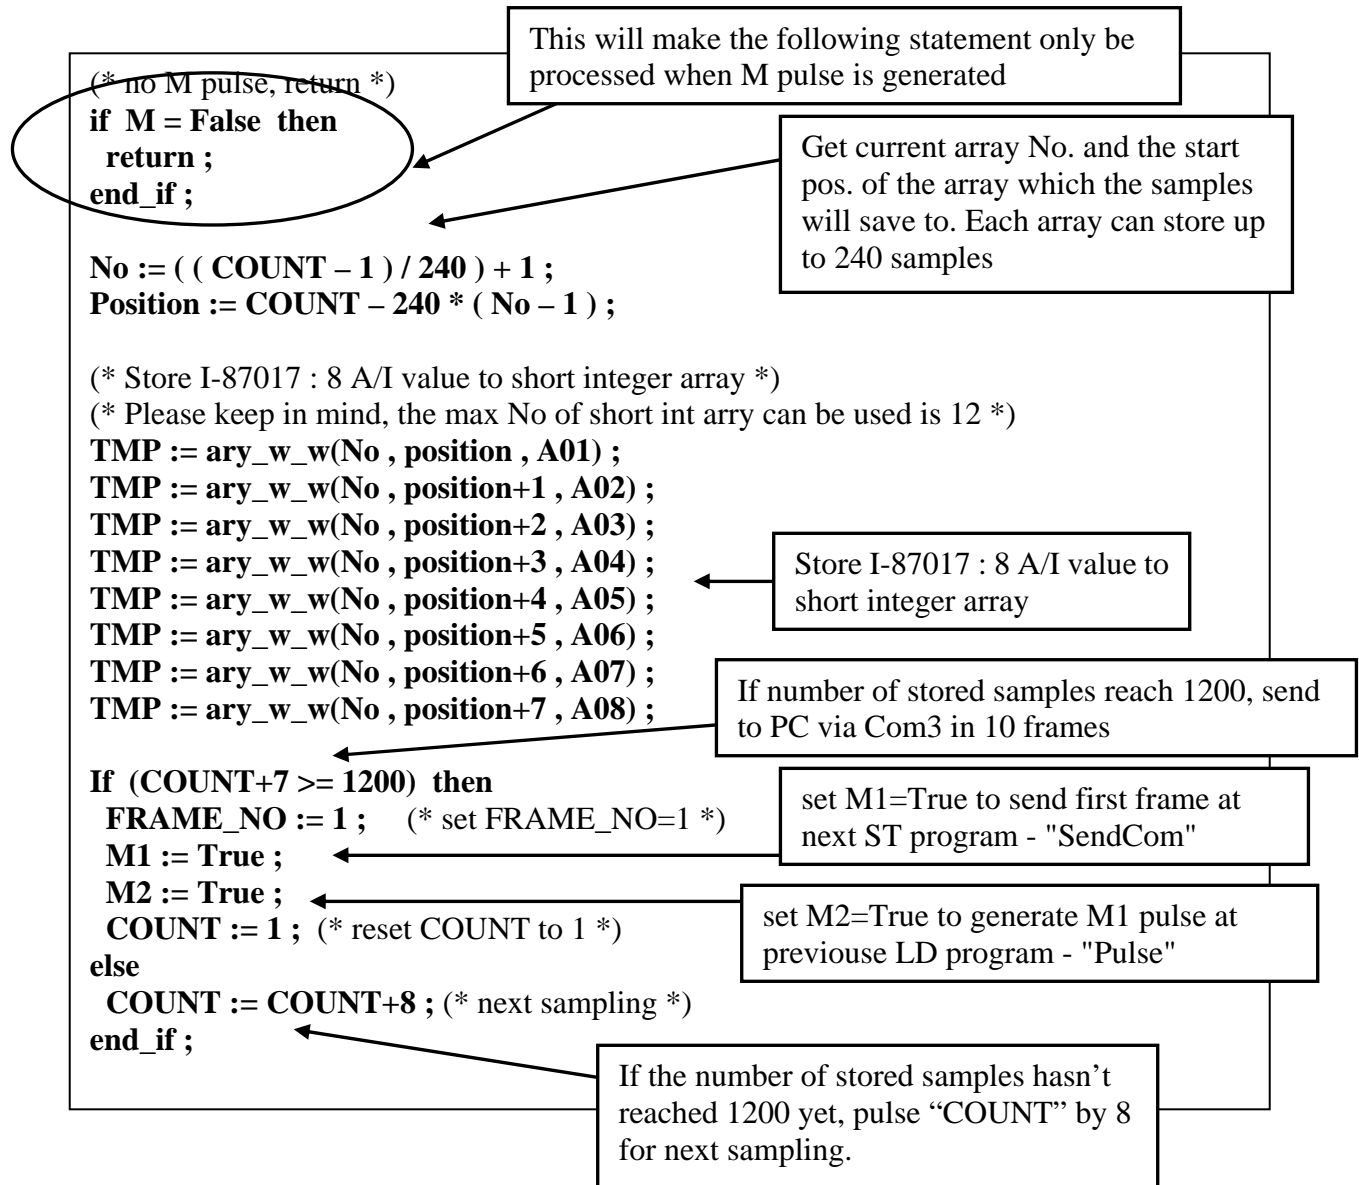 This will make the following statement only be
processed when M pulse is generated
(* no M pulse, return *)
if M = False then
return ;
end_if ;
Get current array No. and the start
pos. of the array which the samples
will save to. Each array can store up
to 240 samples
No := ( ( COUNT – 1 ) / 240 ) + 1 ;
Position := COUNT – 240 * ( No – 1 ) ;
(* Store I-87017 : 8 A/I value to short integer array *)
(* Please keep in mind, the max No of short int arry can be used is 12 *)
TMP := ary_w_w(No , position , A01) ;
TMP := ary_w_w(No , position+1 , A02) ;
TMP := ary_w_w(No , position+2 , A03) ;
TMP := ary_w_w(No , position+3 , A04) ;
TMP := ary_w_w(No , position+4 , A05) ;
TMP := ary_w_w(No , position+5 , A06) ;
TMP := ary_w_w(No , position+6 , A07) ;
TMP := ary_w_w(No , position+7 , A08) ;
Store I-87017 : 8 A/I value to
short integer array
If number of stored samples reach 1200, send
to PC via Com3 in 10 frames
If (COUNT+7 >= 1200) then
FRAME_NO := 1 ; (* set FRAME_NO=1 *)
M1 := True ;
M2 := True ;
COUNT := 1 ; (* reset COUNT to 1 *)
else
COUNT := COUNT+8 ; (* next sampling *)
end_if ;
set M1=True to send first frame at
next ST program - "SendCom"
set M2=True to generate M1 pulse at
previouse LD program - "Pulse"
If the number of stored samples hasn’t
reached 1200 yet, pulse “COUNT” by 8
for next sampling.